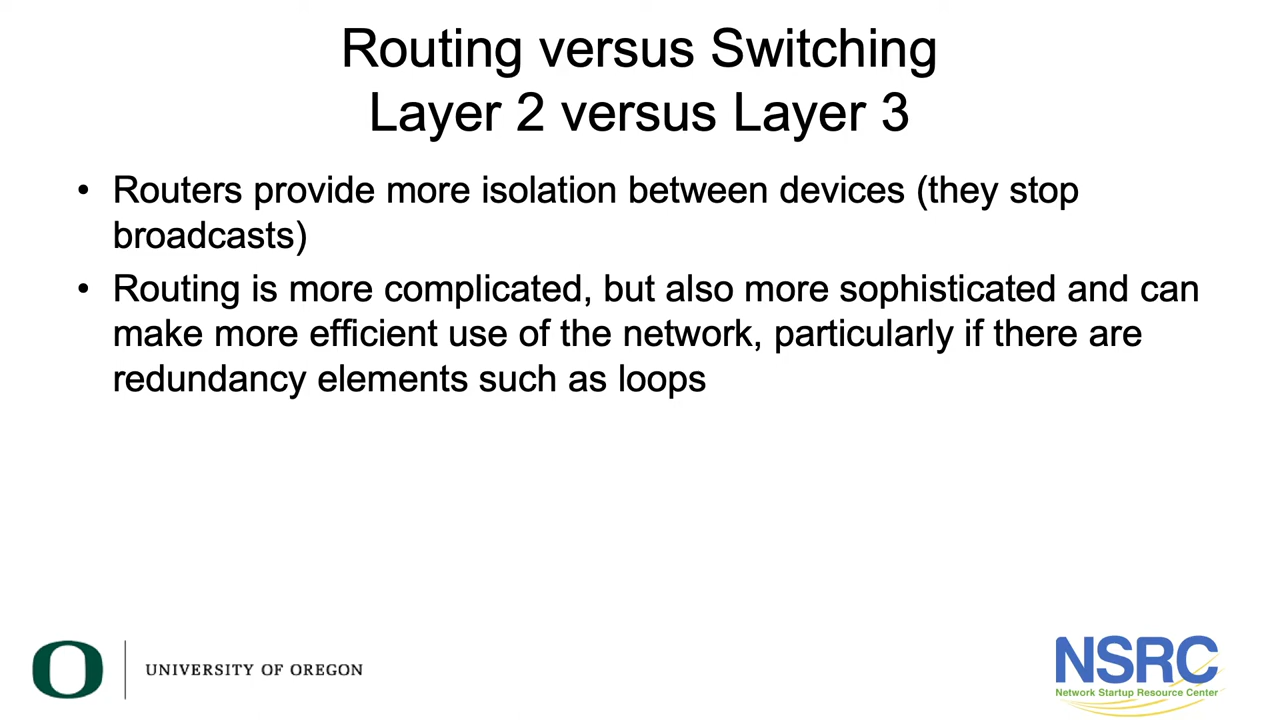 Routing versus Switching
Layer 2 versus Layer 3
• Routers provide more isolation between devices (they stop
broadcasts)
• Routing is more complicated, but also more sophisticated and can
make more efficient use of the network, particularly if there are
redundancy elements such as loops
O
UNIVERSITY OF OREGON
NSRC
Network Startup Resource Center